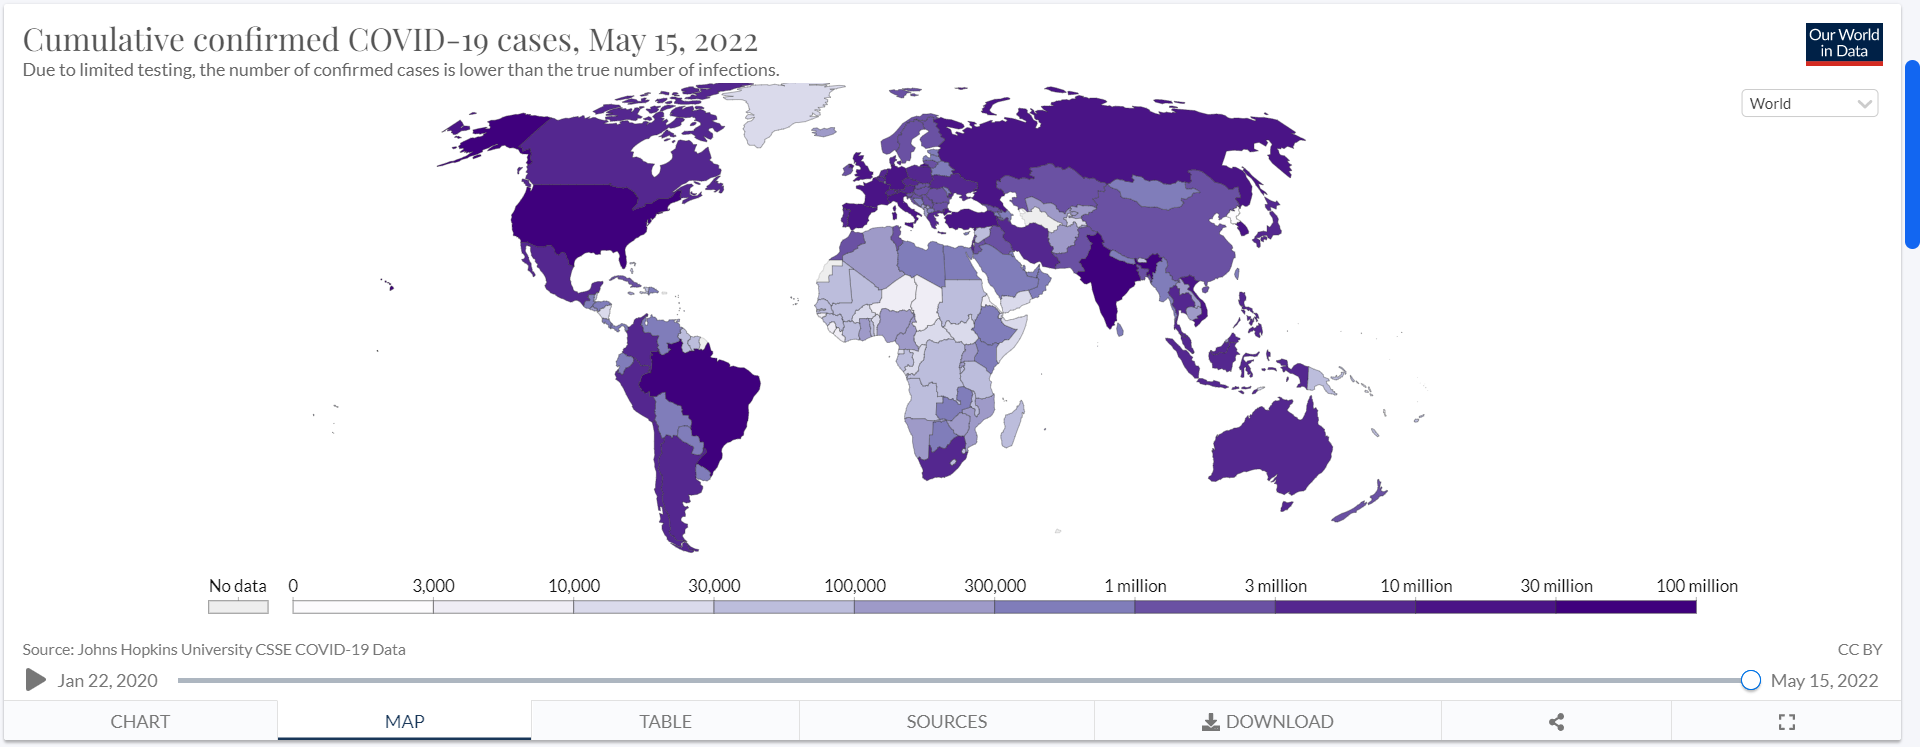 Cumulative confirmed COVID-19 cases, May 15, 2022
Due to limited testing, the number of confirmed cases is lower than the true number of infections.
Our World
in Data
World
No data 0 3,000 10,000 30,000 100,000 300,000 1 million 3 million 10 million 30 million 100 million
Source: Johns Hopkins University CSSE COVID-19 Data CC BY
Jan 22, 2020 May 15, 2022
CHART MAP TABLE SOURCES DOWNLOAD